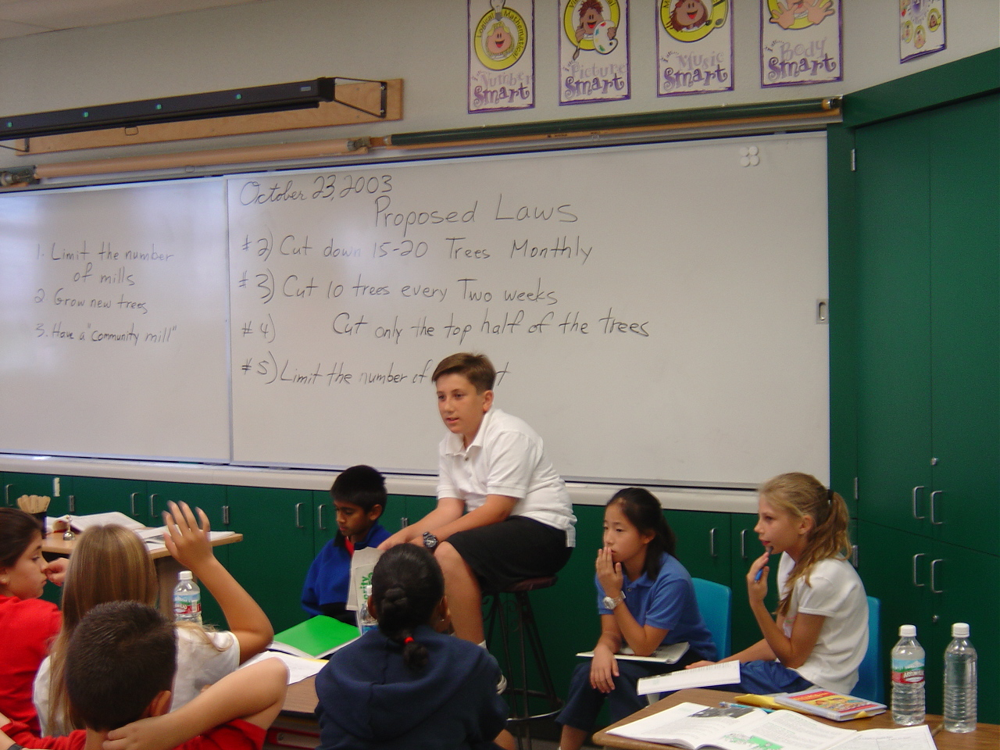 Logical Mathematical
I'm Number
Smart
I'm Picture
Smart
I'm Music
Smart
I'm Body
Smart
October 23, 2003
Proposed Laws
#2) Cut down 15-20 Trees Monthly
#3) Cut 10 trees every Two weeks
#4) Cut only the top half of the trees
#5) Limit the number of
1. Limit the number
of mills
2. Grow new trees
3. Have a "community mill"